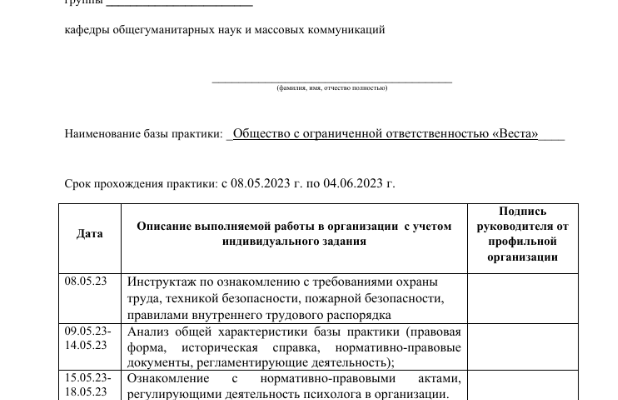 группы
кафедры общегуманитарных наук и массовых коммуникаций
(фамилия, имя, отчество полностью)
Наименование базы практики: _Общество с ограниченной ответственностью «Веста»____
Срок прохождения практики: с 08.05.2023 г. по 04.06.2023 г.
Дата
Описание выполняемой работы в организации с учетом
индивидуального задания
Подпись
руководителя от
профильной
организации
08.05.23
Инструктаж по ознакомлению с требованиями охраны
труда, техникой безопасности, пожарной безопасности,
правилами внутреннего трудового распорядка
09.05.23-
14.05.23
Анализ общей характеристики базы практики (правовая
форма, историческая справка, нормативно-правовые
документы, регламентирующие деятельность);
15.05.23-
18.05.23
Ознакомление с нормативно-правовыми актами,
регулирующими деятельность психолога в организации.